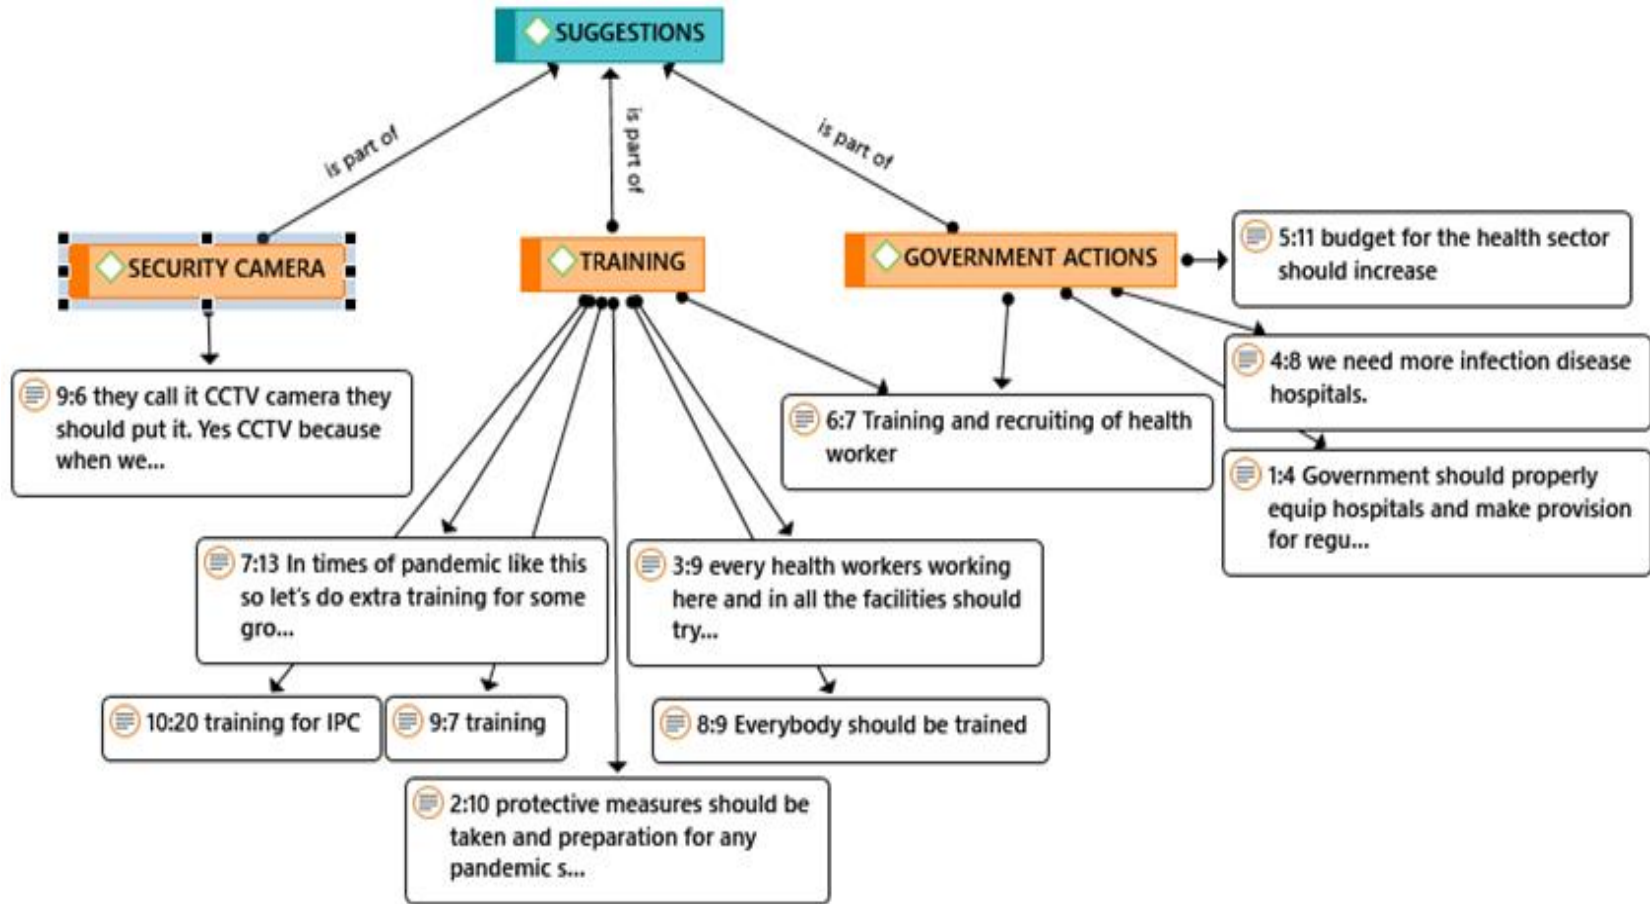 SUGGESTIONS
is part of
is part of
is part of
SECURITY CAMERA
TRAINING
GOVERNMENT ACTIONS
5:11 budget for the health sector
should increase
4:8 we need more infection disease
hospitals.
1:4 Government should properly
equip hospitals and make provision
for regu...
9:6 they call it CCTV camera they
should put it. Yes CCTV because
when we...
6:7 Training and recruiting of health
worker
7:13 In times of pandemic like this
so let's do extra training for some
gro...
3:9 every health workers working
here and in all the facilities should
try...
10:20 training for IPC
9:7 training
8:9 Everybody should be trained
2:10 protective measures should be
taken and preparation for any
pandemic s...